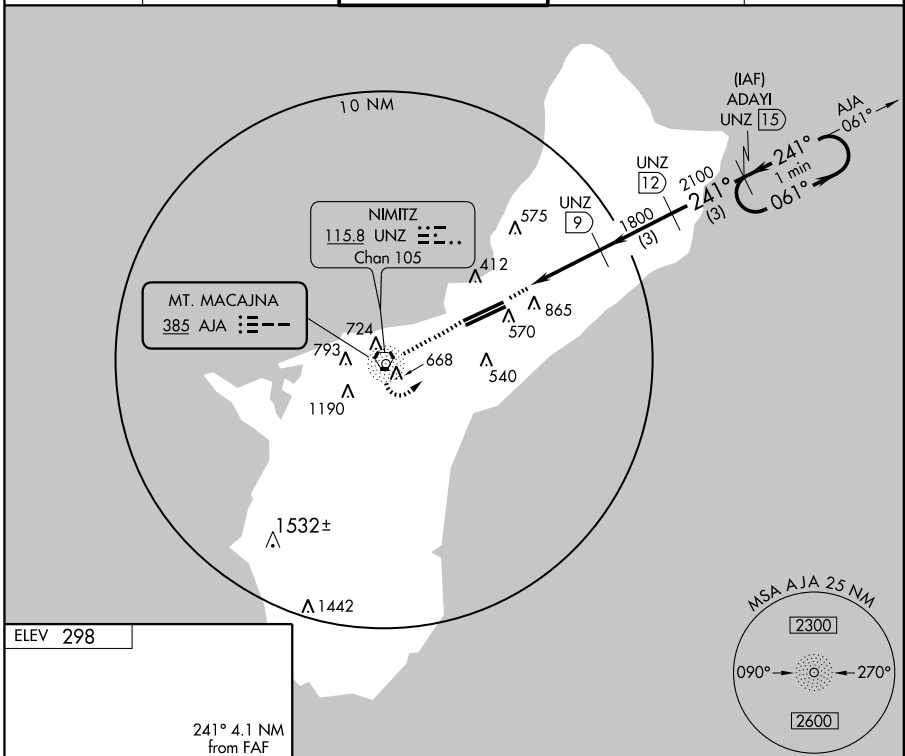 10 NM
(IAF)
ADAYI
UNZ 15
AJA
061°
241°
1 min
061°
UNZ
12
2100
241°
(3)
UNZ
9
1800
(3)
NIMITZ
115.8 UNZ
Chan 105
575
412
MT. MACAJNA
385 AJA
865
570
724
793
668
540
1190
1532±
1442
MSA AJA 25 NM
2300
090°
270°
2600
ELEV 298
241° 4.1 NM
from FAF